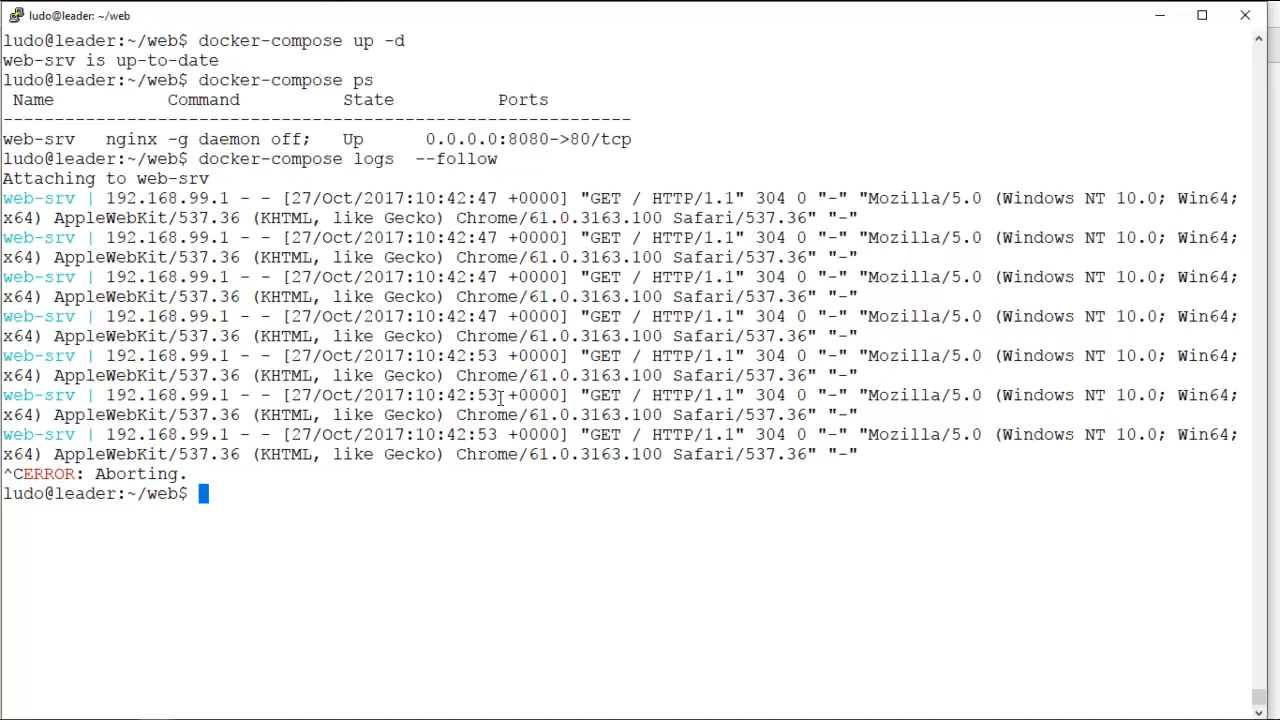 ludo@leader: ~/web
ludo@leader:~/web$ docker-compose up -d
web-srv is up-to-date
ludo@leader:~/web$ docker-compose ps
 Name           Command          State          Ports
-------------------------------------------------------------
web-srv   nginx -g daemon off;   Up      0.0.0.0:8080->80/tcp
ludo@leader:~/web$ docker-compose logs  --follow
Attaching to web-srv
web-srv | 192.168.99.1 - - [27/Oct/2017:10:42:47 +0000] "GET / HTTP/1.1" 304 0 "-" "Mozilla/5.0 (Windows NT 10.0; Win64;
x64) AppleWebKit/537.36 (KHTML, like Gecko) Chrome/61.0.3163.100 Safari/537.36" "-"
web-srv | 192.168.99.1 - - [27/Oct/2017:10:42:47 +0000] "GET / HTTP/1.1" 304 0 "-" "Mozilla/5.0 (Windows NT 10.0; Win64;
x64) AppleWebKit/537.36 (KHTML, like Gecko) Chrome/61.0.3163.100 Safari/537.36" "-"
web-srv | 192.168.99.1 - - [27/Oct/2017:10:42:47 +0000] "GET / HTTP/1.1" 304 0 "-" "Mozilla/5.0 (Windows NT 10.0; Win64;
x64) AppleWebKit/537.36 (KHTML, like Gecko) Chrome/61.0.3163.100 Safari/537.36" "-"
web-srv | 192.168.99.1 - - [27/Oct/2017:10:42:47 +0000] "GET / HTTP/1.1" 304 0 "-" "Mozilla/5.0 (Windows NT 10.0; Win64;
x64) AppleWebKit/537.36 (KHTML, like Gecko) Chrome/61.0.3163.100 Safari/537.36" "-"
web-srv | 192.168.99.1 - - [27/Oct/2017:10:42:53 +0000] "GET / HTTP/1.1" 304 0 "-" "Mozilla/5.0 (Windows NT 10.0; Win64;
x64) AppleWebKit/537.36 (KHTML, like Gecko) Chrome/61.0.3163.100 Safari/537.36" "-"
web-srv | 192.168.99.1 - - [27/Oct/2017:10:42:53 +0000] "GET / HTTP/1.1" 304 0 "-" "Mozilla/5.0 (Windows NT 10.0; Win64;
x64) AppleWebKit/537.36 (KHTML, like Gecko) Chrome/61.0.3163.100 Safari/537.36" "-"
web-srv | 192.168.99.1 - - [27/Oct/2017:10:42:53 +0000] "GET / HTTP/1.1" 304 0 "-" "Mozilla/5.0 (Windows NT 10.0; Win64;
x64) AppleWebKit/537.36 (KHTML, like Gecko) Chrome/61.0.3163.100 Safari/537.36" "-"
^CERROR: Aborting.
ludo@leader:~/web$